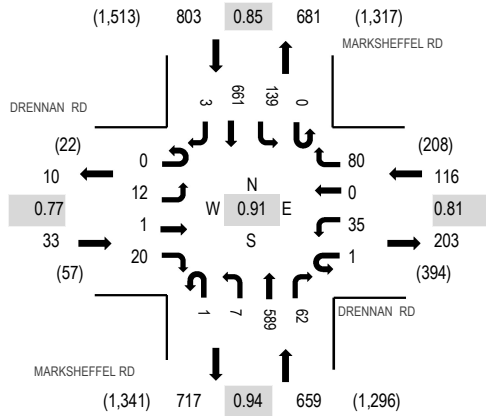 (1,513) 803 0.85 681 (1,317)
MARKSHEFFEL RD
3 661 139 0
DRENNAN RD
(22)
0
80
(208)
10
12
N
0
116
0.77
W 0.91 E
0.81
33
1
S
35
203
(57)
20
1
(394)
1 7 589 62
DRENNAN RD
MARKSHEFFEL RD
(1,341) 717 0.94 659 (1,296)